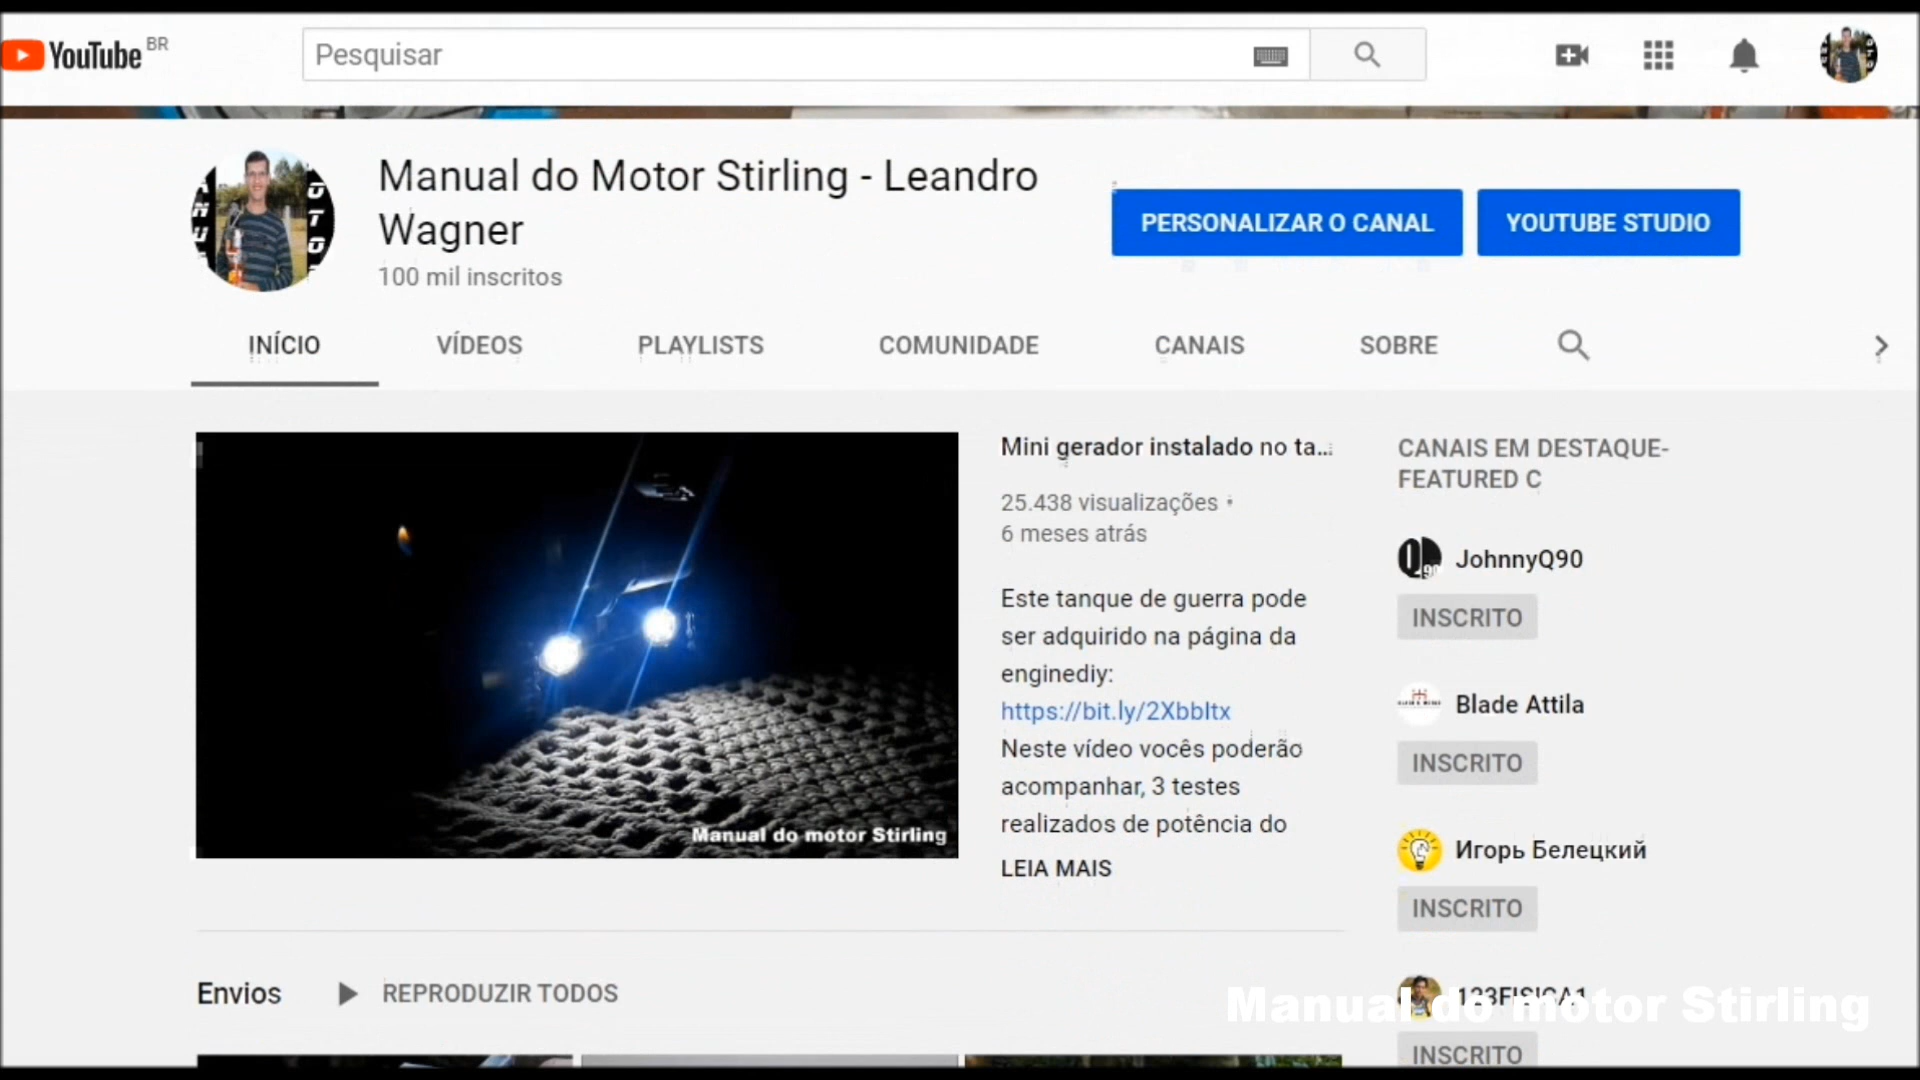 YouTube BR
Pesquisar
Manual do Motor Stirling - Leandro
Wagner
100 mil inscritos
PERSONALIZAR O CANAL
YOUTUBE STUDIO
INÍCIO
VÍDEOS
PLAYLISTS
COMUNIDADE
CANAIS
SOBRE
Manual do motor Stirling
Mini gerador instalado no ta...
25.438 visualizações •
6 meses atrás
Este tanque de guerra pode
ser adquirido na página da
enginediy:
https://bit.ly/2Xbbltx
Neste vídeo vocês poderão
acompanhar, 3 testes
realizados de potência do
LEIA MAIS
CANAIS EM DESTAQUE-
FEATURED C
JohnnyQ90
INSCRITO
Blade Attila
INSCRITO
Игорь Белецкий
INSCRITO
123FISICA1
INSCRITO
Envios
REPRODUZIR TODOS
Manual do motor Stirling